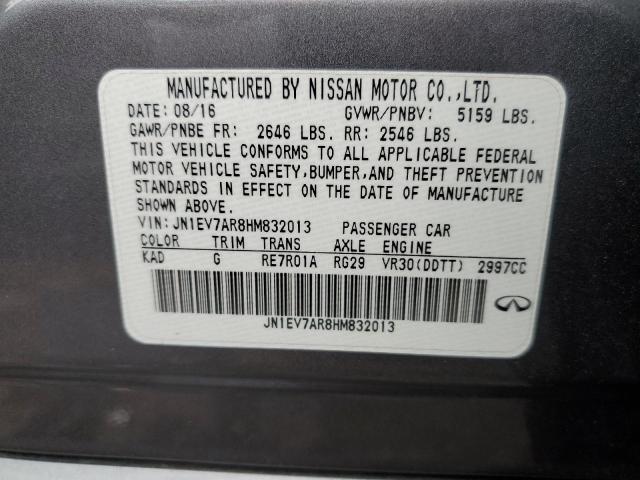 MANUFACTURED BY NISSAN MOTOR CO.,LTD.
DATE: 08/16 GVWR/PNBV: 5159 LBS.
GAWR/PNBE FR: 2646 LBS. RR: 2546 LBS.
THIS VEHICLE CONFORMS TO ALL APPLICABLE FEDERAL
MOTOR VEHICLE SAFETY, BUMPER, AND THEFT PREVENTION
STANDARDS IN EFFECT ON THE DATE OF MANUFACTURE
SHOWN ABOVE.
VIN: JN1EV7AR8HM832013 PASSENGER CAR
COLOR TRIM TRANS AXLE ENGINE
KAD G RE7R01A RG29 VR30(DDTT) 2997CC
JN1EV7AR8HM832013